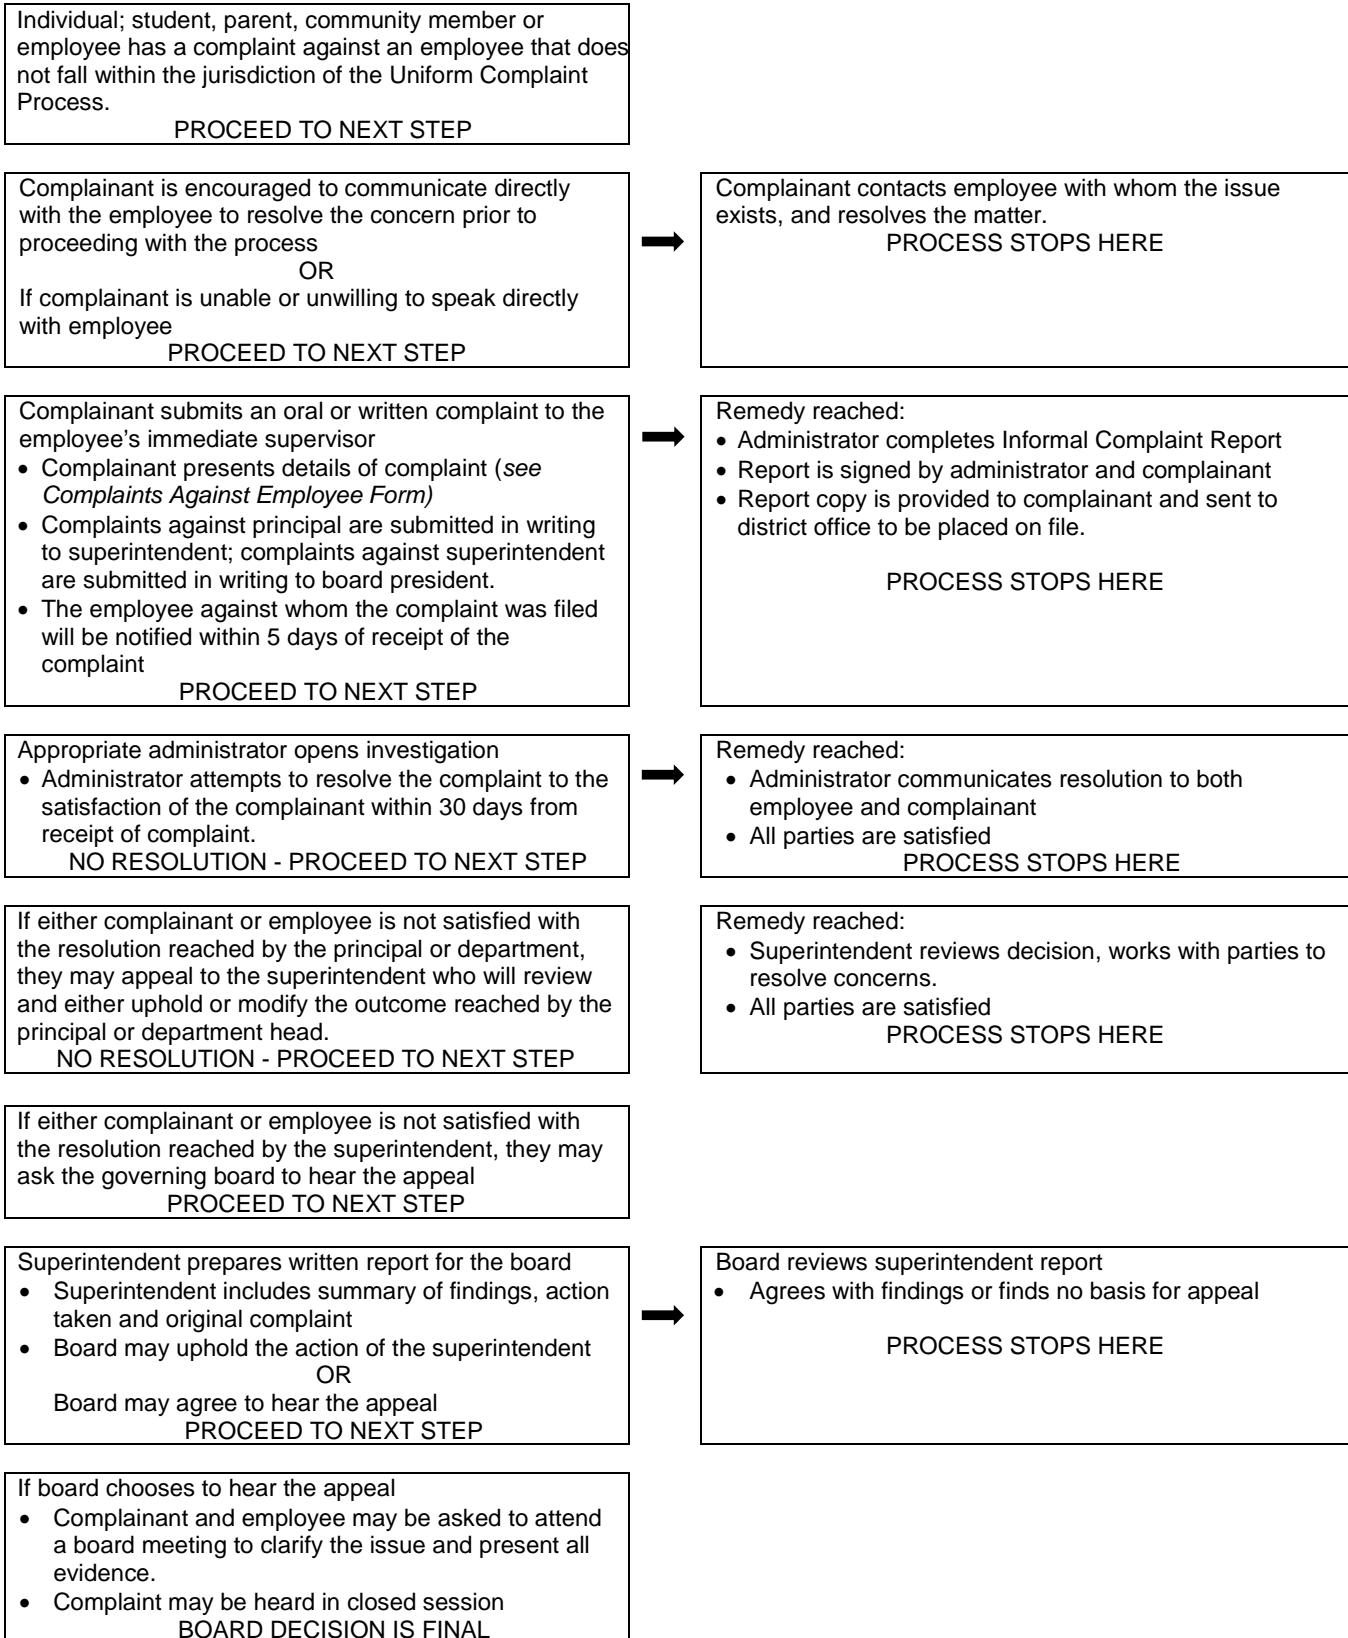 Individual; student, parent, community member or
employee has a complaint against an employee that does
not fall within the jurisdiction of the Uniform Complaint
Process.
PROCEED TO NEXT STEP
Complainant is encouraged to communicate directly
with the employee to resolve the concern prior to
proceeding with the process
OR
If complainant is unable or unwilling to speak directly
with employee
PROCEED TO NEXT STEP
Complainant contacts employee with whom the issue
exists, and resolves the matter.
PROCESS STOPS HERE
Complainant submits an oral or written complaint to the
employee’s immediate supervisor
• Complainant presents details of complaint (see
Complaints Against Employee Form)
• Complaints against principal are submitted in writing
to superintendent; complaints against superintendent
are submitted in writing to board president.
• The employee against whom the complaint was filed
will be notified within 5 days of receipt of the
complaint
PROCEED TO NEXT STEP
Remedy reached:
• Administrator completes Informal Complaint Report
• Report is signed by administrator and complainant
• Report copy is provided to complainant and sent to
district office to be placed on file.
PROCESS STOPS HERE
Appropriate administrator opens investigation
• Administrator attempts to resolve the complaint to the
satisfaction of the complainant within 30 days from
receipt of complaint.
NO RESOLUTION - PROCEED TO NEXT STEP
Remedy reached:
• Administrator communicates resolution to both
employee and complainant
• All parties are satisfied
PROCESS STOPS HERE
If either complainant or employee is not satisfied with
the resolution reached by the principal or department,
they may appeal to the superintendent who will review
and either uphold or modify the outcome reached by the
principal or department head.
NO RESOLUTION - PROCEED TO NEXT STEP
Remedy reached:
• Superintendent reviews decision, works with parties to
resolve concerns.
• All parties are satisfied
PROCESS STOPS HERE
If either complainant or employee is not satisfied with
the resolution reached by the superintendent, they may
ask the governing board to hear the appeal
PROCEED TO NEXT STEP
Superintendent prepares written report for the board
• Superintendent includes summary of findings, action
taken and original complaint
• Board may uphold the action of the superintendent
OR
Board may agree to hear the appeal
PROCEED TO NEXT STEP
Board reviews superintendent report
• Agrees with findings or finds no basis for appeal
PROCESS STOPS HERE
If board chooses to hear the appeal
• Complainant and employee may be asked to attend
a board meeting to clarify the issue and present all
evidence.
• Complaint may be heard in closed session
BOARD DECISION IS FINAL